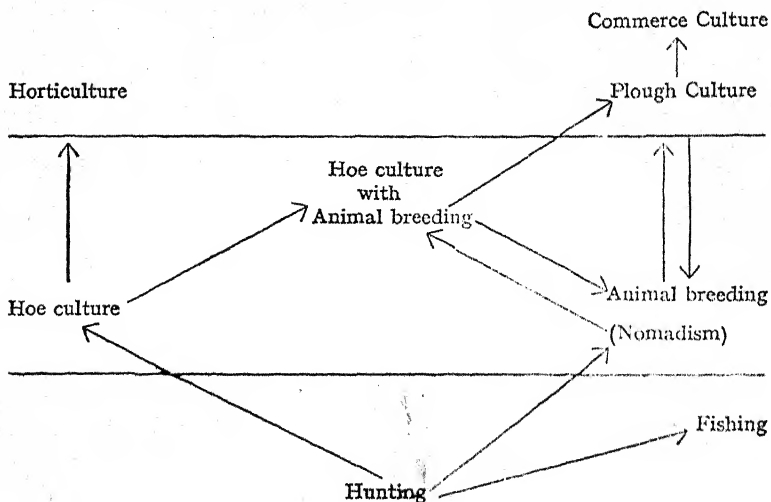 Commerce Culture
Horticulture
Plough Culture
Hoe culture
with
Animal breeding
Hoe culture
Animal breeding
(Nomadism)
Fishing
Hunting